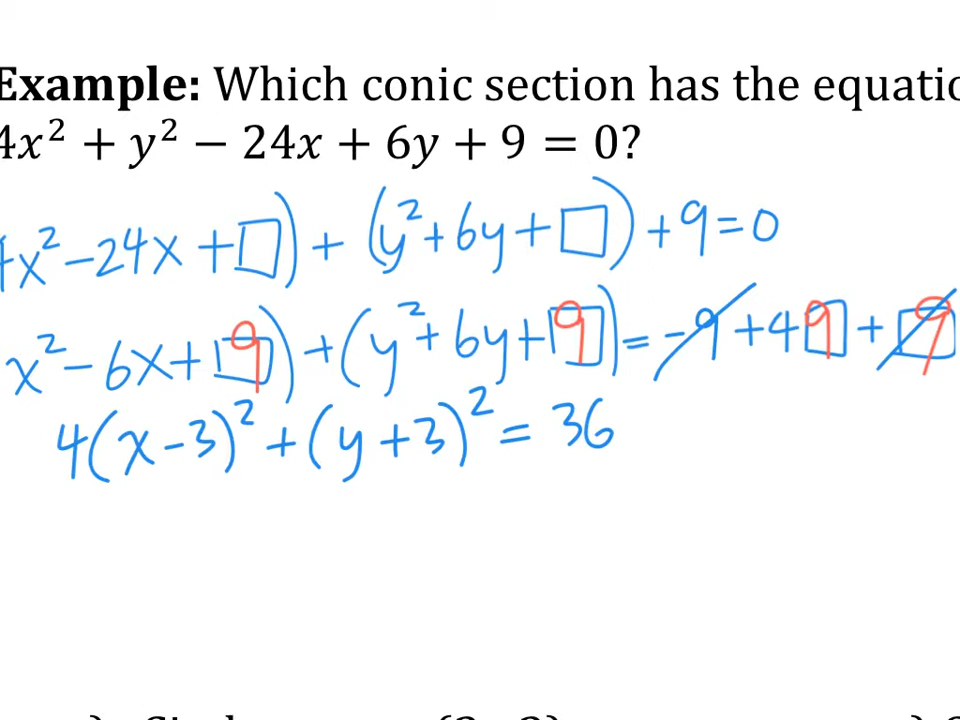 Example: Which conic section has the equatio
4x² + y² − 24x + 6y + 9 = 0?
4x² − 24x + □) + (y² + 6y + □) + 9 = 0
x² − 6x + 9) + (y² + 6y + 9) = −9 + 4 9 + 9
4(x − 3)² + (y + 3)² = 36